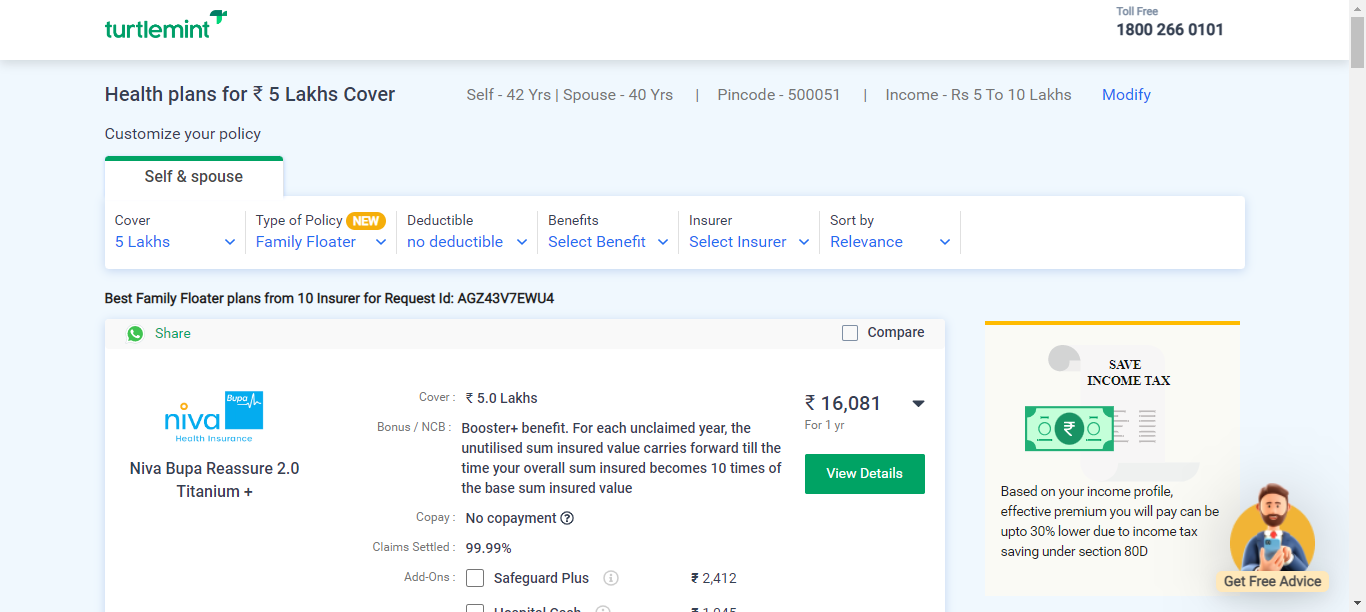 turtlemint
Toll Free
1800 266 0101
Health plans for ₹ 5 Lakhs Cover
Self - 42 Yrs | Spouse - 40 Yrs | Pincode - 500051 | Income - Rs 5 To 10 Lakhs Modify
Customize your policy
Self & spouse
Cover
5 Lakhs
Type of Policy NEW
Family Floater
Deductible
no deductible
Benefits
Select Benefit
Insurer
Select Insurer
Sort by
Relevance
Best Family Floater plans from 10 Insurer for Request Id: AGZ43V7EWU4
Share
Compare
niva Bupa
Health Insurance
Niva Bupa Reassure 2.0
Titanium +
Cover : ₹ 5.0 Lakhs
Bonus / NCB : Booster+ benefit. For each unclaimed year, the
unutilised sum insured value carries forward till the
time your overall sum insured becomes 10 times of
the base sum insured value
Copay : No copayment
Claims Settled : 99.99%
Add-Ons : Safeguard Plus ₹ 2,412
Hospital Cash ₹ 1,045
₹ 16,081
For 1 yr
View Details
SAVE
INCOME TAX
₹
Based on your income profile,
effective premium you will pay can be
upto 30% lower due to income tax
saving under section 80D
Get Free Advice